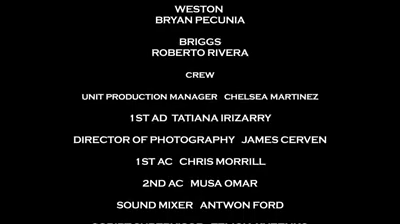 WESTON
BRYAN PECUNIA
BRIGGS
ROBERTO RIVERA
CREW
UNIT PRODUCTION MANAGER CHELSEA MARTINEZ
1ST AD TATIANA IRIZARRY
DIRECTOR OF PHOTOGRAPHY JAMES CERVEN
1ST AC CHRIS MORRILL
2ND AC MUSA OMAR
SOUND MIXER ANTWON FORD